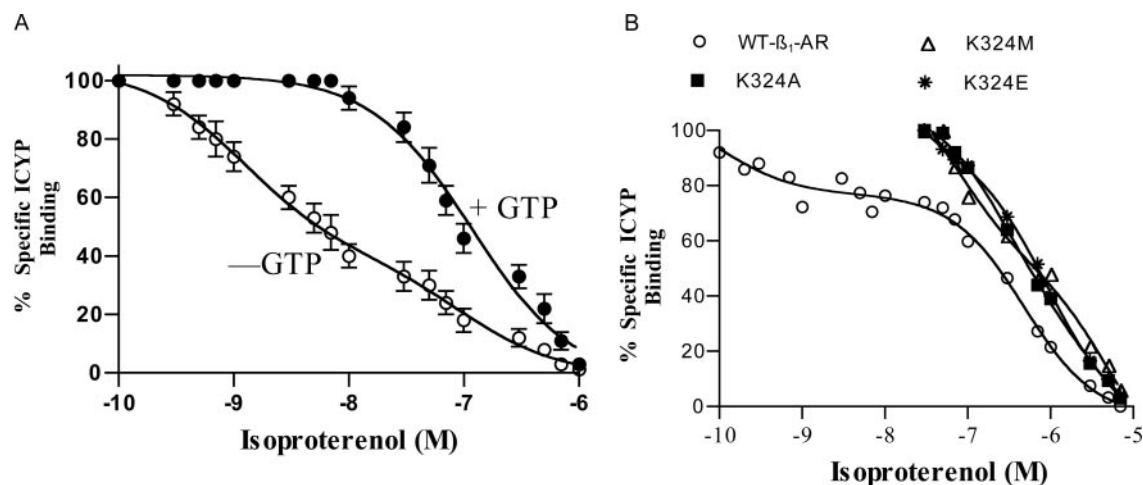 A
% Specific ICYP
Binding
100
80
60
40
20
0
+ GTP
—GTP
-10 -9 -8 -7 -6
Isoproterenol (M)
B
WT-ß₁-AR K324M
K324A K324E
% Specific ICYP
Binding
100
80
60
40
20
0
-10 -9 -8 -7 -6 -5
Isoproterenol (M)